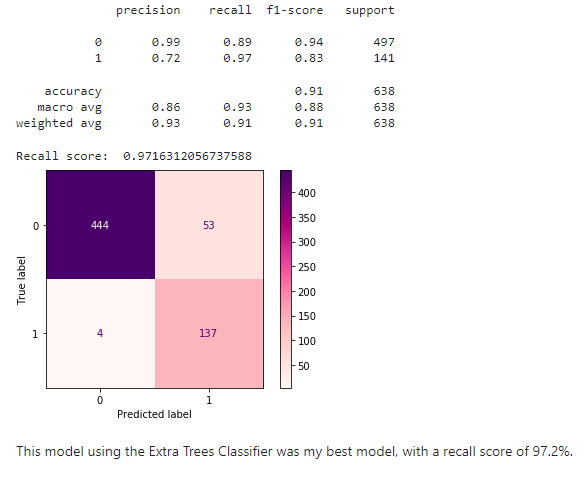 precision recall f1-score support
0 0.99 0.89 0.94 497
1 0.72 0.97 0.83 141
accuracy 0.91 638
macro avg 0.86 0.93 0.88 638
weighted avg 0.93 0.91 0.91 638
Recall score: 0.9716312056737588
400
0 444 53
350
300
250
200
True label
150
1 4 137
100
50
0 1
Predicted label
This model using the Extra Trees Classifier was my best model, with a recall score of 97.2%.